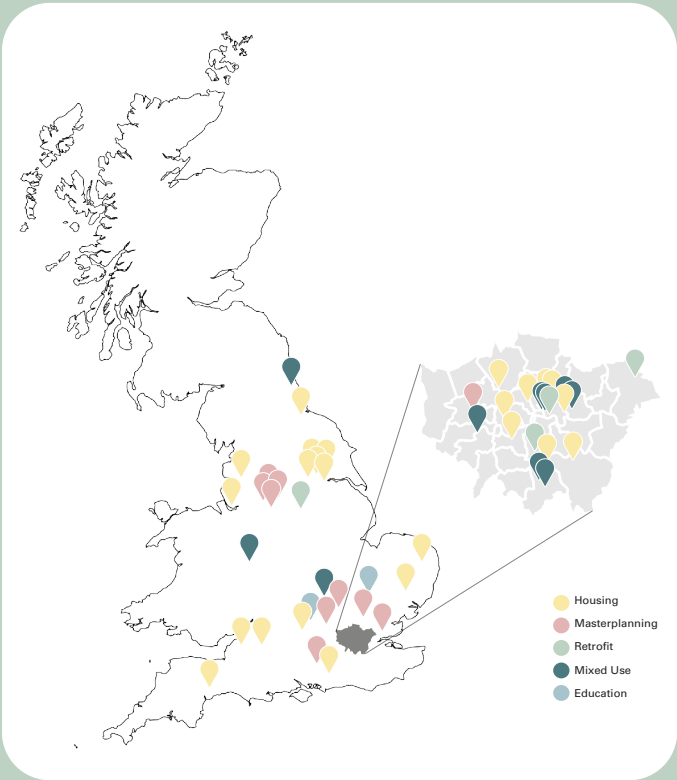 Housing
Masterplanning
Retrofit
Mixed Use
Education